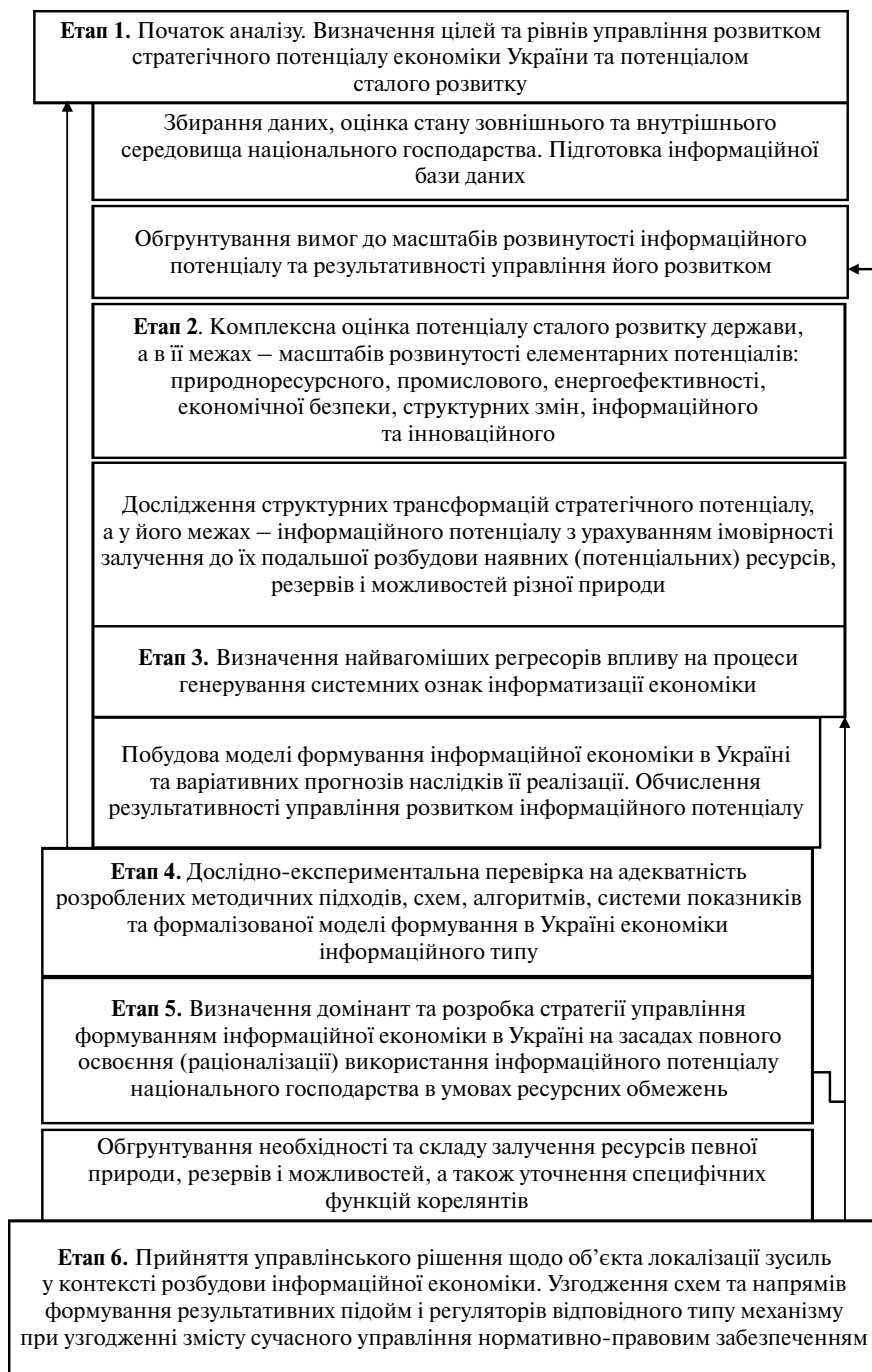 Етап 1. Початок аналізу. Визначення цілей та рівнів управління розвитком
стратегічного потенціалу економіки України та потенціалом
сталого розвитку
Збирання даних, оцінка стану зовнішнього та внутрішнього
середовища національного господарства. Підготовка інформаційної
бази даних
Обгрунтування вимог до масштабів розвинутості інформаційного
потенціалу та результативності управління його розвитком
Етап 2. Комплексна оцінка потенціалу сталого розвитку держави,
а в її межах – масштабів розвинутості елементарних потенціалів:
природноресурсного, промислового, енергоефективності,
економічної безпеки, структурних змін, інформаційного
та інноваційного
Дослідження структурних трансформацій стратегічного потенціалу,
а у його межах – інформаційного потенціалу з урахуванням імовірності
залучення до їх подальшої розбудови наявних (потенціальних) ресурсів,
резервів і можливостей різної природи
Етап 3. Визначення найвагоміших регресорів впливу на процеси
генерування системних ознак інформатизації економіки
Побудова моделі формування інформаційної економіки в Україні
та варіативних прогнозів наслідків її реалізації. Обчислення
результативності управління розвитком інформаційного потенціалу
Етап 4. Дослідно-експериментальна перевірка на адекватність
розроблених методичних підходів, схем, алгоритмів, системи показників
та формалізованої моделі формування в Україні економіки
інформаційного типу
Етап 5. Визначення домінант та розробка стратегії управління
формуванням інформаційної економіки в Україні на засадах повного
освоєння (раціоналізації) використання інформаційного потенціалу
національного господарства в умовах ресурсних обмежень
Обгрунтування необхідності та складу залучення ресурсів певної
природи, резервів і можливостей, а також уточнення специфічних
функцій корелянтів
Етап 6. Прийняття управлінського рішення щодо об’єкта локалізації зусиль
у контексті розбудови інформаційної економіки. Узгодження схем та напрямів
формування результативних підойм і регуляторів відповідного типу механізму
при узгодженні змісту сучасного управління нормативно-правовим забезпеченням